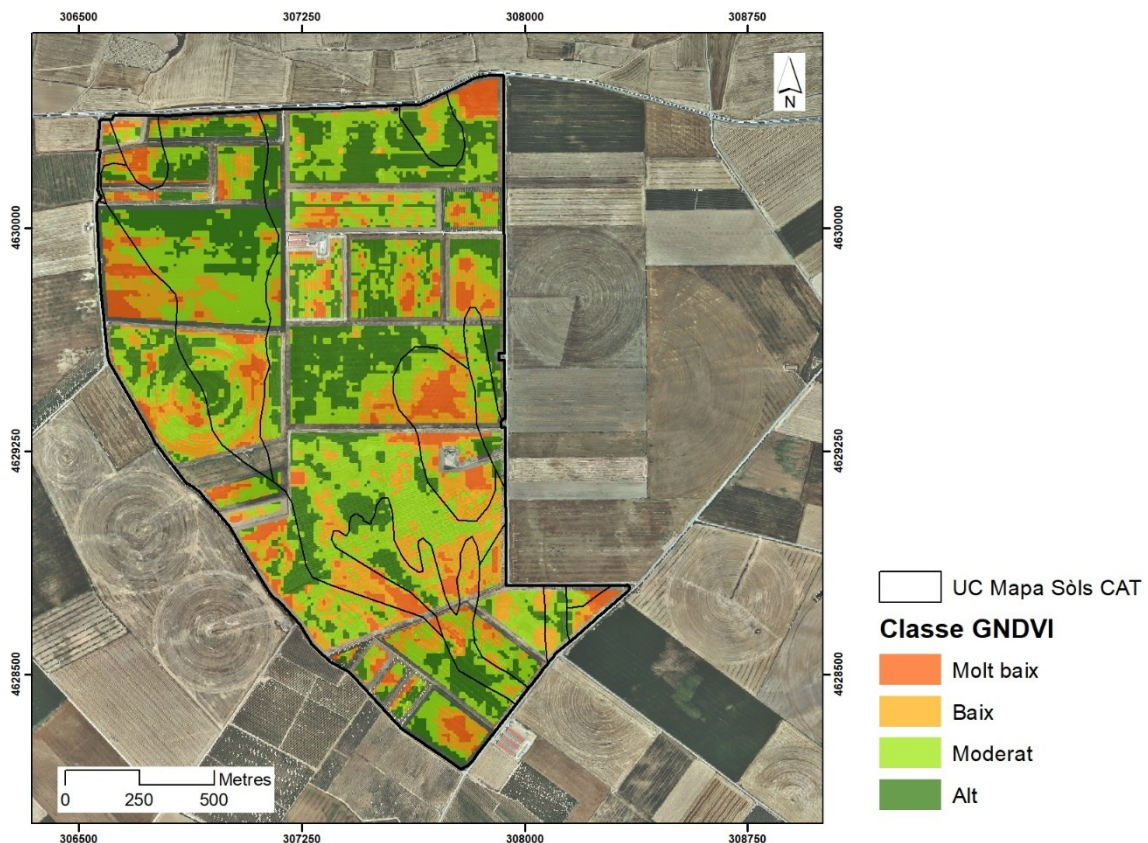 306500 307250 308000 308750
N
4630000 4630000
4629250 4629250
4628500 4628500
Metres
0 250 500
306500 307250 308000 308750
UC Mapa Sòls CAT
Classe GNDVI
Molt baix
Baix
Moderat
Alt